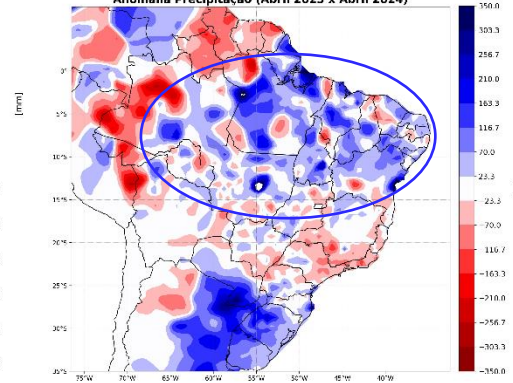 Anomalia Precipitação (Abril 2023 x Abril 2024)
[mm]
0°
5°S
10°S
15°S
20°S
25°S
30°S
35°S
75°W
70°W
65°W
60°W
55°W
50°W
45°W
40°W
350.0
303.3
256.7
210.0
163.3
116.7
70.0
23.3
−23.3
−70.0
−116.7
−163.3
−210.0
−256.7
−303.3
−350.0